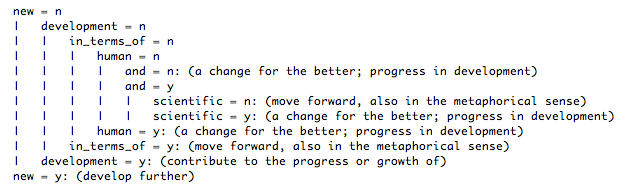 new = n
|   development = n
|   |   in_terms_of = n
|   |   |   human = n
|   |   |   |   and = n: (a change for the better; progress in development)
|   |   |   |   and = y
|   |   |   |   |   scientific = n: (move forward, also in the metaphorical sense)
|   |   |   |   |   scientific = y: (a change for the better; progress in development)
|   |   |   human = y: (a change for the better; progress in development)
|   |   in_terms_of = y: (move forward, also in the metaphorical sense)
|   development = y: (contribute to the progress or growth of)
new = y: (develop further)